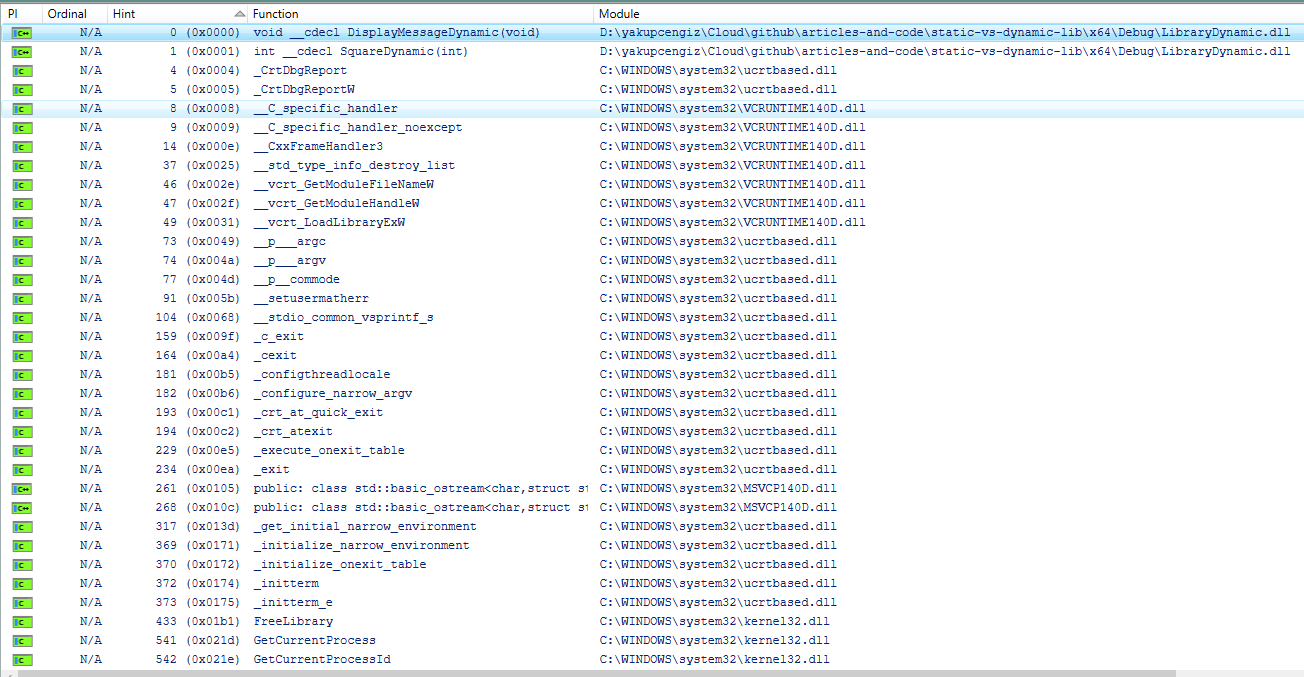 PI Ordinal Hint Function Module
C++ N/A 0 (0x0000) void __cdecl DisplayMessageDynamic(void) D:\yakupcengiz\Cloud\github\articles-and-code\static-vs-dynamic-lib\x64\Debug\LibraryDynamic.dll
C++ N/A 1 (0x0001) int __cdecl SquareDynamic(int) D:\yakupcengiz\Cloud\github\articles-and-code\static-vs-dynamic-lib\x64\Debug\LibraryDynamic.dll
C N/A 4 (0x0004) _CrtDbgReport C:\WINDOWS\system32\ucrtbased.dll
C N/A 5 (0x0005) _CrtDbgReportW C:\WINDOWS\system32\ucrtbased.dll
C N/A 8 (0x0008) __C_specific_handler C:\WINDOWS\system32\VCRUNTIME140D.dll
C N/A 9 (0x0009) __C_specific_handler_noexcept C:\WINDOWS\system32\VCRUNTIME140D.dll
C N/A 14 (0x000e) __CxxFrameHandler3 C:\WINDOWS\system32\VCRUNTIME140D.dll
C N/A 37 (0x0025) __std_type_info_destroy_list C:\WINDOWS\system32\VCRUNTIME140D.dll
C N/A 46 (0x002e) __vcrt_GetModuleFileNameW C:\WINDOWS\system32\VCRUNTIME140D.dll
C N/A 47 (0x002f) __vcrt_GetModuleHandleW C:\WINDOWS\system32\VCRUNTIME140D.dll
C N/A 49 (0x0031) __vcrt_LoadLibraryExW C:\WINDOWS\system32\VCRUNTIME140D.dll
C N/A 73 (0x0049) __p___argc C:\WINDOWS\system32\ucrtbased.dll
C N/A 74 (0x004a) __p___argv C:\WINDOWS\system32\ucrtbased.dll
C N/A 77 (0x004d) __p__commode C:\WINDOWS\system32\ucrtbased.dll
C N/A 91 (0x005b) __setusermatherr C:\WINDOWS\system32\ucrtbased.dll
C N/A 104 (0x0068) __stdio_common_vsprintf_s C:\WINDOWS\system32\ucrtbased.dll
C N/A 159 (0x009f) _c_exit C:\WINDOWS\system32\ucrtbased.dll
C N/A 164 (0x00a4) _cexit C:\WINDOWS\system32\ucrtbased.dll
C N/A 181 (0x00b5) _configthreadlocale C:\WINDOWS\system32\ucrtbased.dll
C N/A 182 (0x00b6) _configure_narrow_argv C:\WINDOWS\system32\ucrtbased.dll
C N/A 193 (0x00c1) _crt_at_quick_exit C:\WINDOWS\system32\ucrtbased.dll
C N/A 194 (0x00c2) _crt_atexit C:\WINDOWS\system32\ucrtbased.dll
C N/A 229 (0x00e5) _execute_onexit_table C:\WINDOWS\system32\ucrtbased.dll
C N/A 234 (0x00ea) _exit C:\WINDOWS\system32\ucrtbased.dll
C++ N/A 261 (0x0105) public: class std::basic_ostream<char,struct st C:\WINDOWS\system32\MSVCP140D.dll
C++ N/A 268 (0x010c) public: class std::basic_ostream<char,struct st C:\WINDOWS\system32\MSVCP140D.dll
C N/A 317 (0x013d) _get_initial_narrow_environment C:\WINDOWS\system32\ucrtbased.dll
C N/A 369 (0x0171) _initialize_narrow_environment C:\WINDOWS\system32\ucrtbased.dll
C N/A 370 (0x0172) _initialize_onexit_table C:\WINDOWS\system32\ucrtbased.dll
C N/A 372 (0x0174) _initterm C:\WINDOWS\system32\ucrtbased.dll
C N/A 373 (0x0175) _initterm_e C:\WINDOWS\system32\ucrtbased.dll
C N/A 433 (0x01b1) FreeLibrary C:\WINDOWS\system32\kernel32.dll
C N/A 541 (0x021d) GetCurrentProcess C:\WINDOWS\system32\kernel32.dll
C N/A 542 (0x021e) GetCurrentProcessId C:\WINDOWS\system32\kernel32.dll